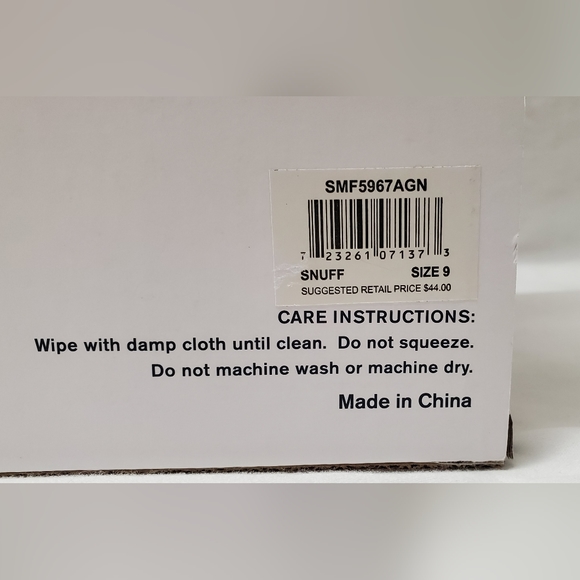 SMF5967AGN
7 23261 07137 3
SNUFF SIZE 9
SUGGESTED RETAIL PRICE $44.00
CARE INSTRUCTIONS:
Wipe with damp cloth until clean. Do not squeeze.
Do not machine wash or machine dry.
Made in China